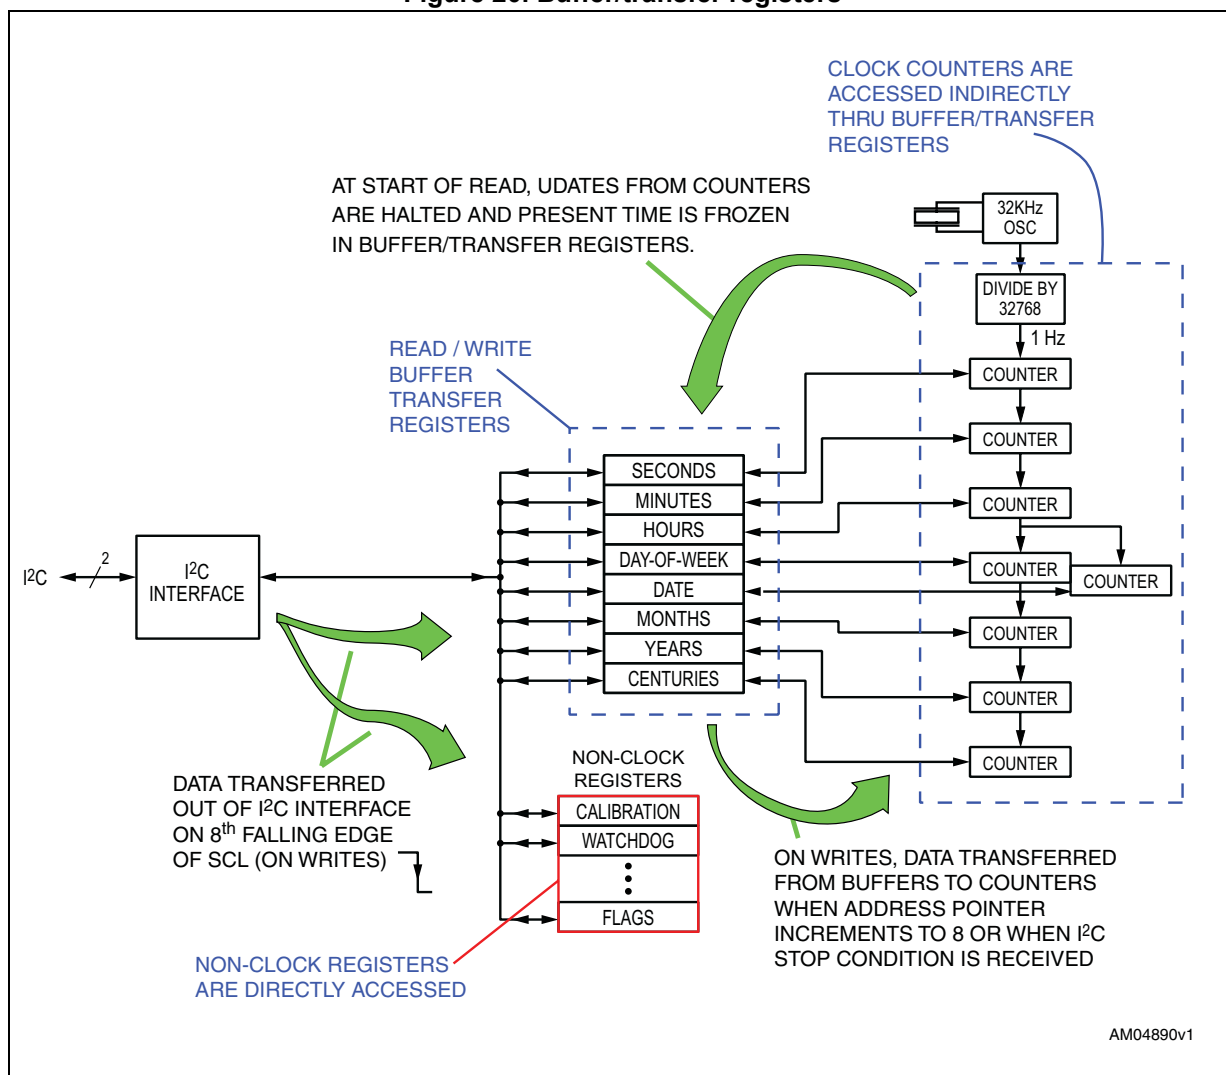 CLOCK COUNTERS ARE
ACCESSED INDIRECTLY
THRU BUFFER/TRANSFER
REGISTERS
AT START OF READ, UDATES FROM COUNTERS
ARE HALTED AND PRESENT TIME IS FROZEN
IN BUFFER/TRANSFER REGISTERS.
32KHz
OSC
DIVIDE BY
32768
1 Hz
READ / WRITE
BUFFER
TRANSFER
REGISTERS
COUNTER
COUNTER
COUNTER
COUNTER
COUNTER
COUNTER
COUNTER
COUNTER
SECONDS
MINUTES
HOURS
DAY-OF-WEEK
DATE
MONTHS
YEARS
CENTURIES
I2C
2
I2C
INTERFACE
DATA TRANSFERRED
OUT OF I2C INTERFACE
ON 8th FALLING EDGE
OF SCL (ON WRITES)
NON-CLOCK
REGISTERS
CALIBRATION
WATCHDOG
FLAGS
NON-CLOCK REGISTERS
ARE DIRECTLY ACCESSED
ON WRITES, DATA TRANSFERRED
FROM BUFFERS TO COUNTERS
WHEN ADDRESS POINTER
INCREMENTS TO 8 OR WHEN I2C
STOP CONDITION IS RECEIVED
AM04890v1